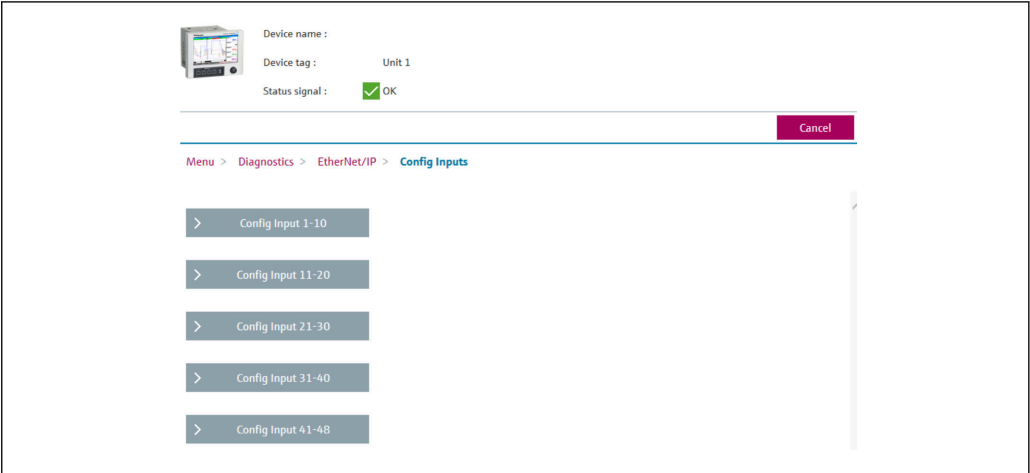 Device name :
Device tag : Unit 1
Status signal : OK
Cancel
Menu > Diagnostics > EtherNet/IP > Config Inputs
> Config Input 1-10
> Config Input 11-20
> Config Input 21-30
> Config Input 31-40
> Config Input 41-48